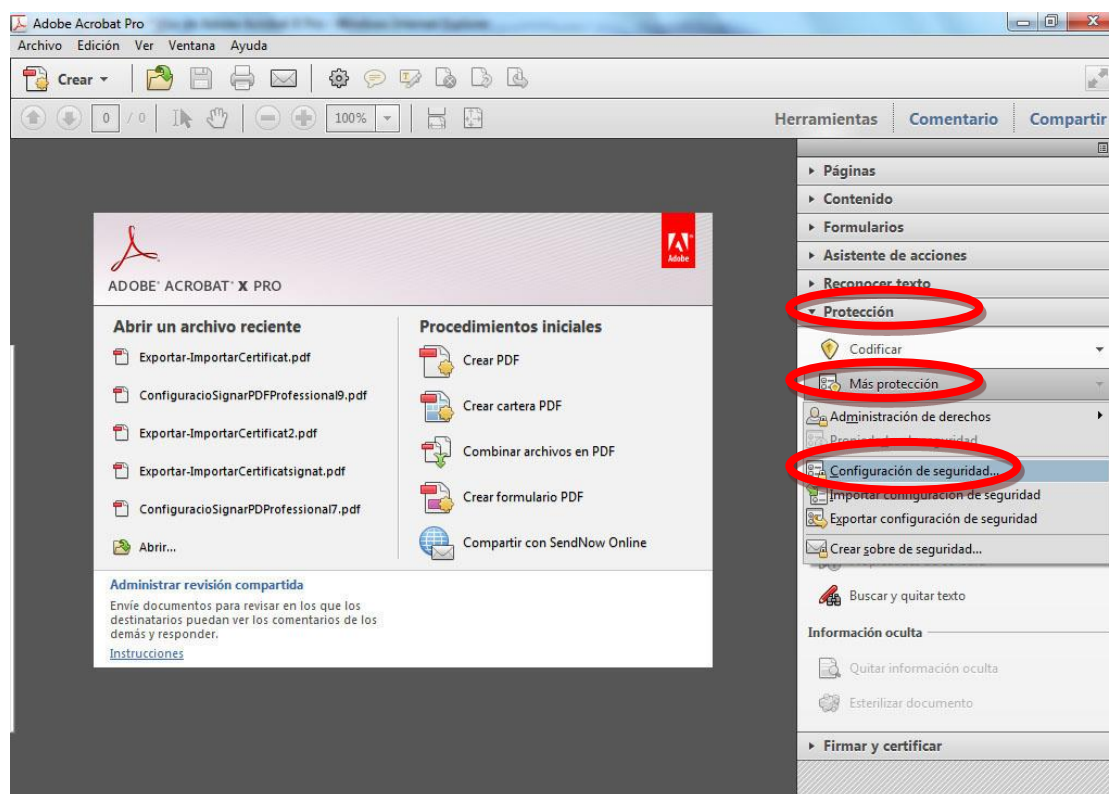 Adobe Acrobat Pro
Archivo Edición Ver Ventana Ayuda
Crear
0 / 0 100%
Herramientas Comentario Compartir
Páginas
Contenido
Formularios
Asistente de acciones
Reconocer texto
Protección
Codificar
Más protección
Administración de derechos
Configuración de seguridad...
Importar configuración de seguridad
Exportar configuración de seguridad
Crear sobre de seguridad...
Buscar y quitar texto
Información oculta
Quitar información oculta
Esterilizar documento
Firmar y certificar
Adobe
ADOBE® ACROBAT® X PRO
Abrir un archivo reciente
Exportar-ImportarCertificat.pdf
ConfiguracioSignarPDFProfessional9.pdf
Exportar-ImportarCertificat2.pdf
Exportar-ImportarCertificatsignat.pdf
ConfiguracioSignarPDProfessional7.pdf
Abrir...
Procedimientos iniciales
Crear PDF
Crear cartera PDF
Combinar archivos en PDF
Crear formulario PDF
Compartir con SendNow Online
Administrar revisión compartida
Envíe documentos para revisar en los que los
destinatarios puedan ver los comentarios de los
demás y responder.
Instrucciones